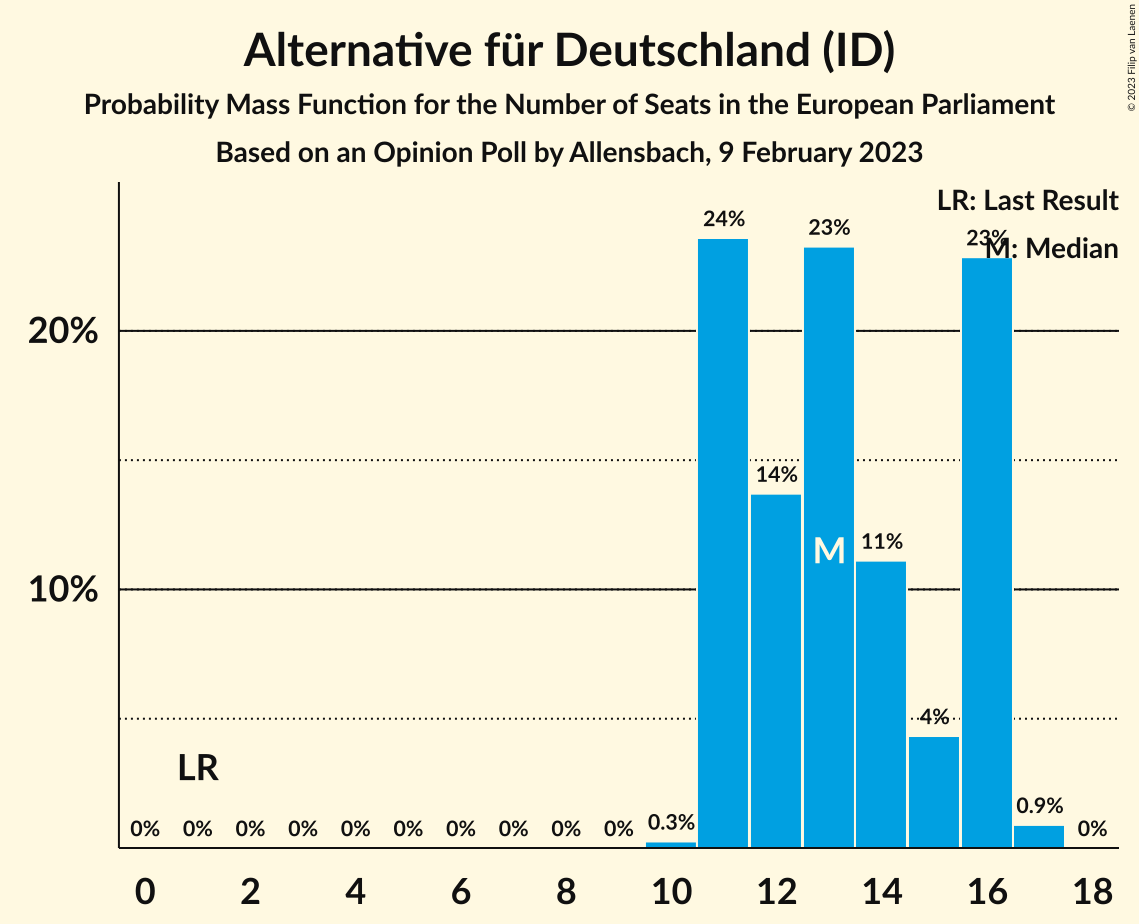 Alternative für Deutschland (ID)
Probability Mass Function for the Number of Seats in the European Parliament
Based on an Opinion Poll by Allensbach, 9 February 2023
© 2023 Filip van Laenen
LR: Last Result
M: Median
24%
23%
23%
20%
14%
11%
M
10%
4%
LR
0%
0%
0%
0%
0%
0%
0%
0%
0%
0%
0.3%
0.9%
0%
0 2 4 6 8 10 12 14 16 18